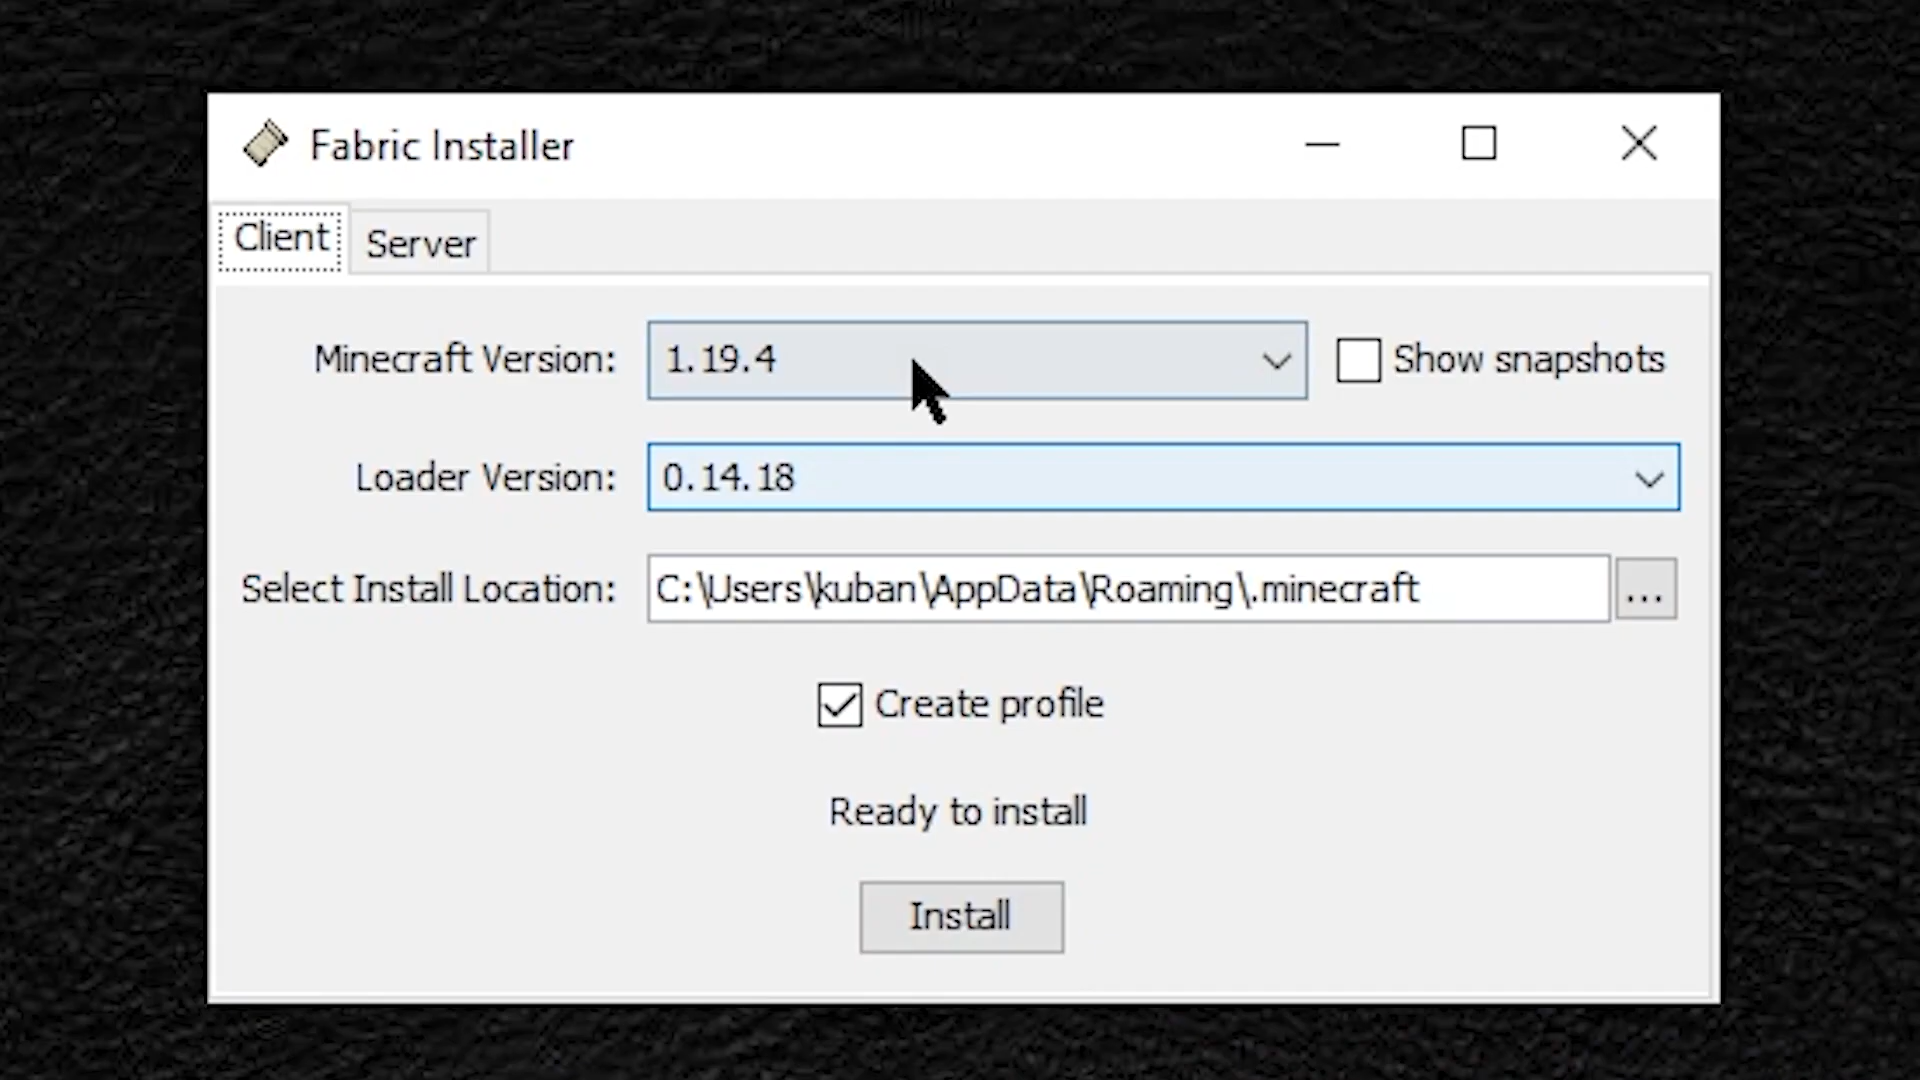 Fabric Installer
Client Server
Minecraft Version: 1.19.4 Show snapshots
Loader Version: 0.14.18
Select Install Location: C:\Users\kuban\AppData\Roaming\.minecraft ...
Create profile
Ready to install
Install